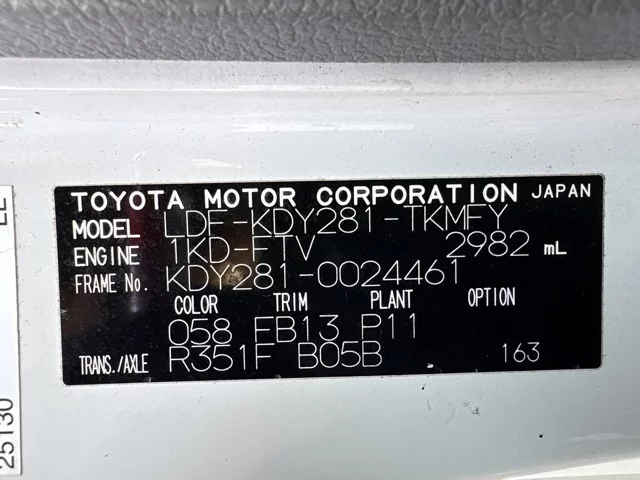 TOYOTA MOTOR CORPORATION JAPAN
MODEL LDF-KDY281-TKMFY
ENGINE 1KD-FTV 2982 mL
FRAME No. KDY281-0024461
COLOR TRIM PLANT OPTION
058 FB13 P11
TRANS./AXLE R351F B05B 163
25130